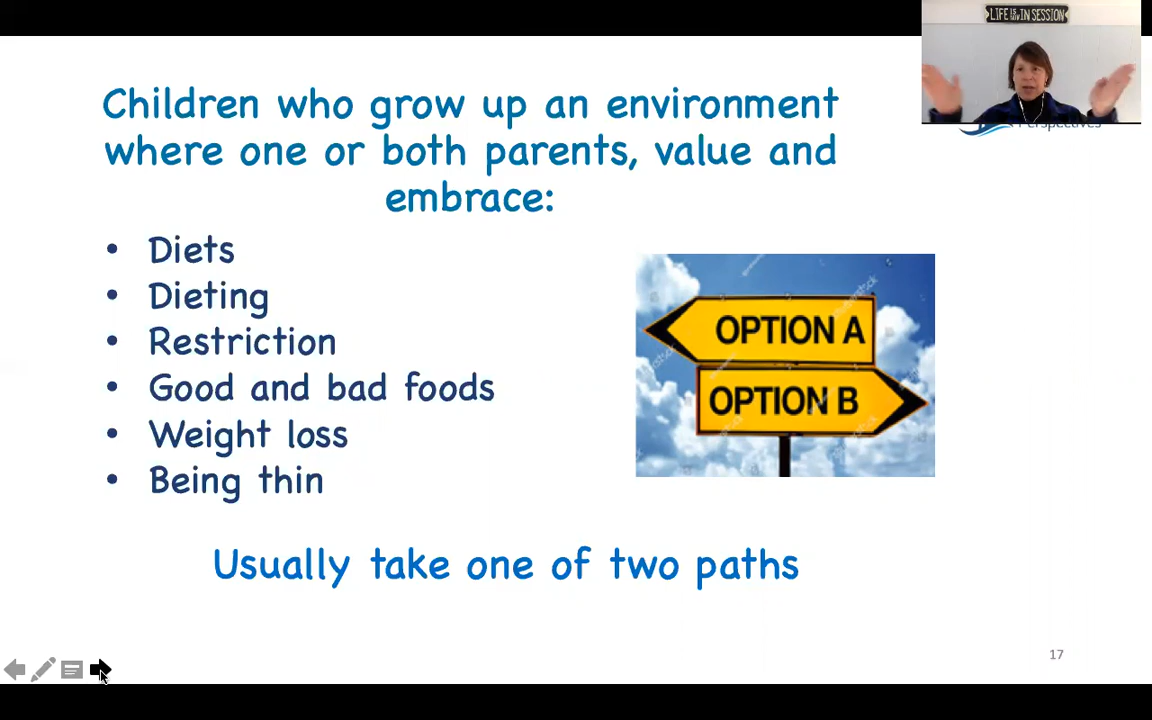 LIFE IS NOW IN SESSION
Perspectives
Children who grow up an environment
where one or both parents, value and
embrace:
• Diets
• Dieting
• Restriction
• Good and bad foods
• Weight loss
• Being thin
OPTION A
OPTION B
Usually take one of two paths
17